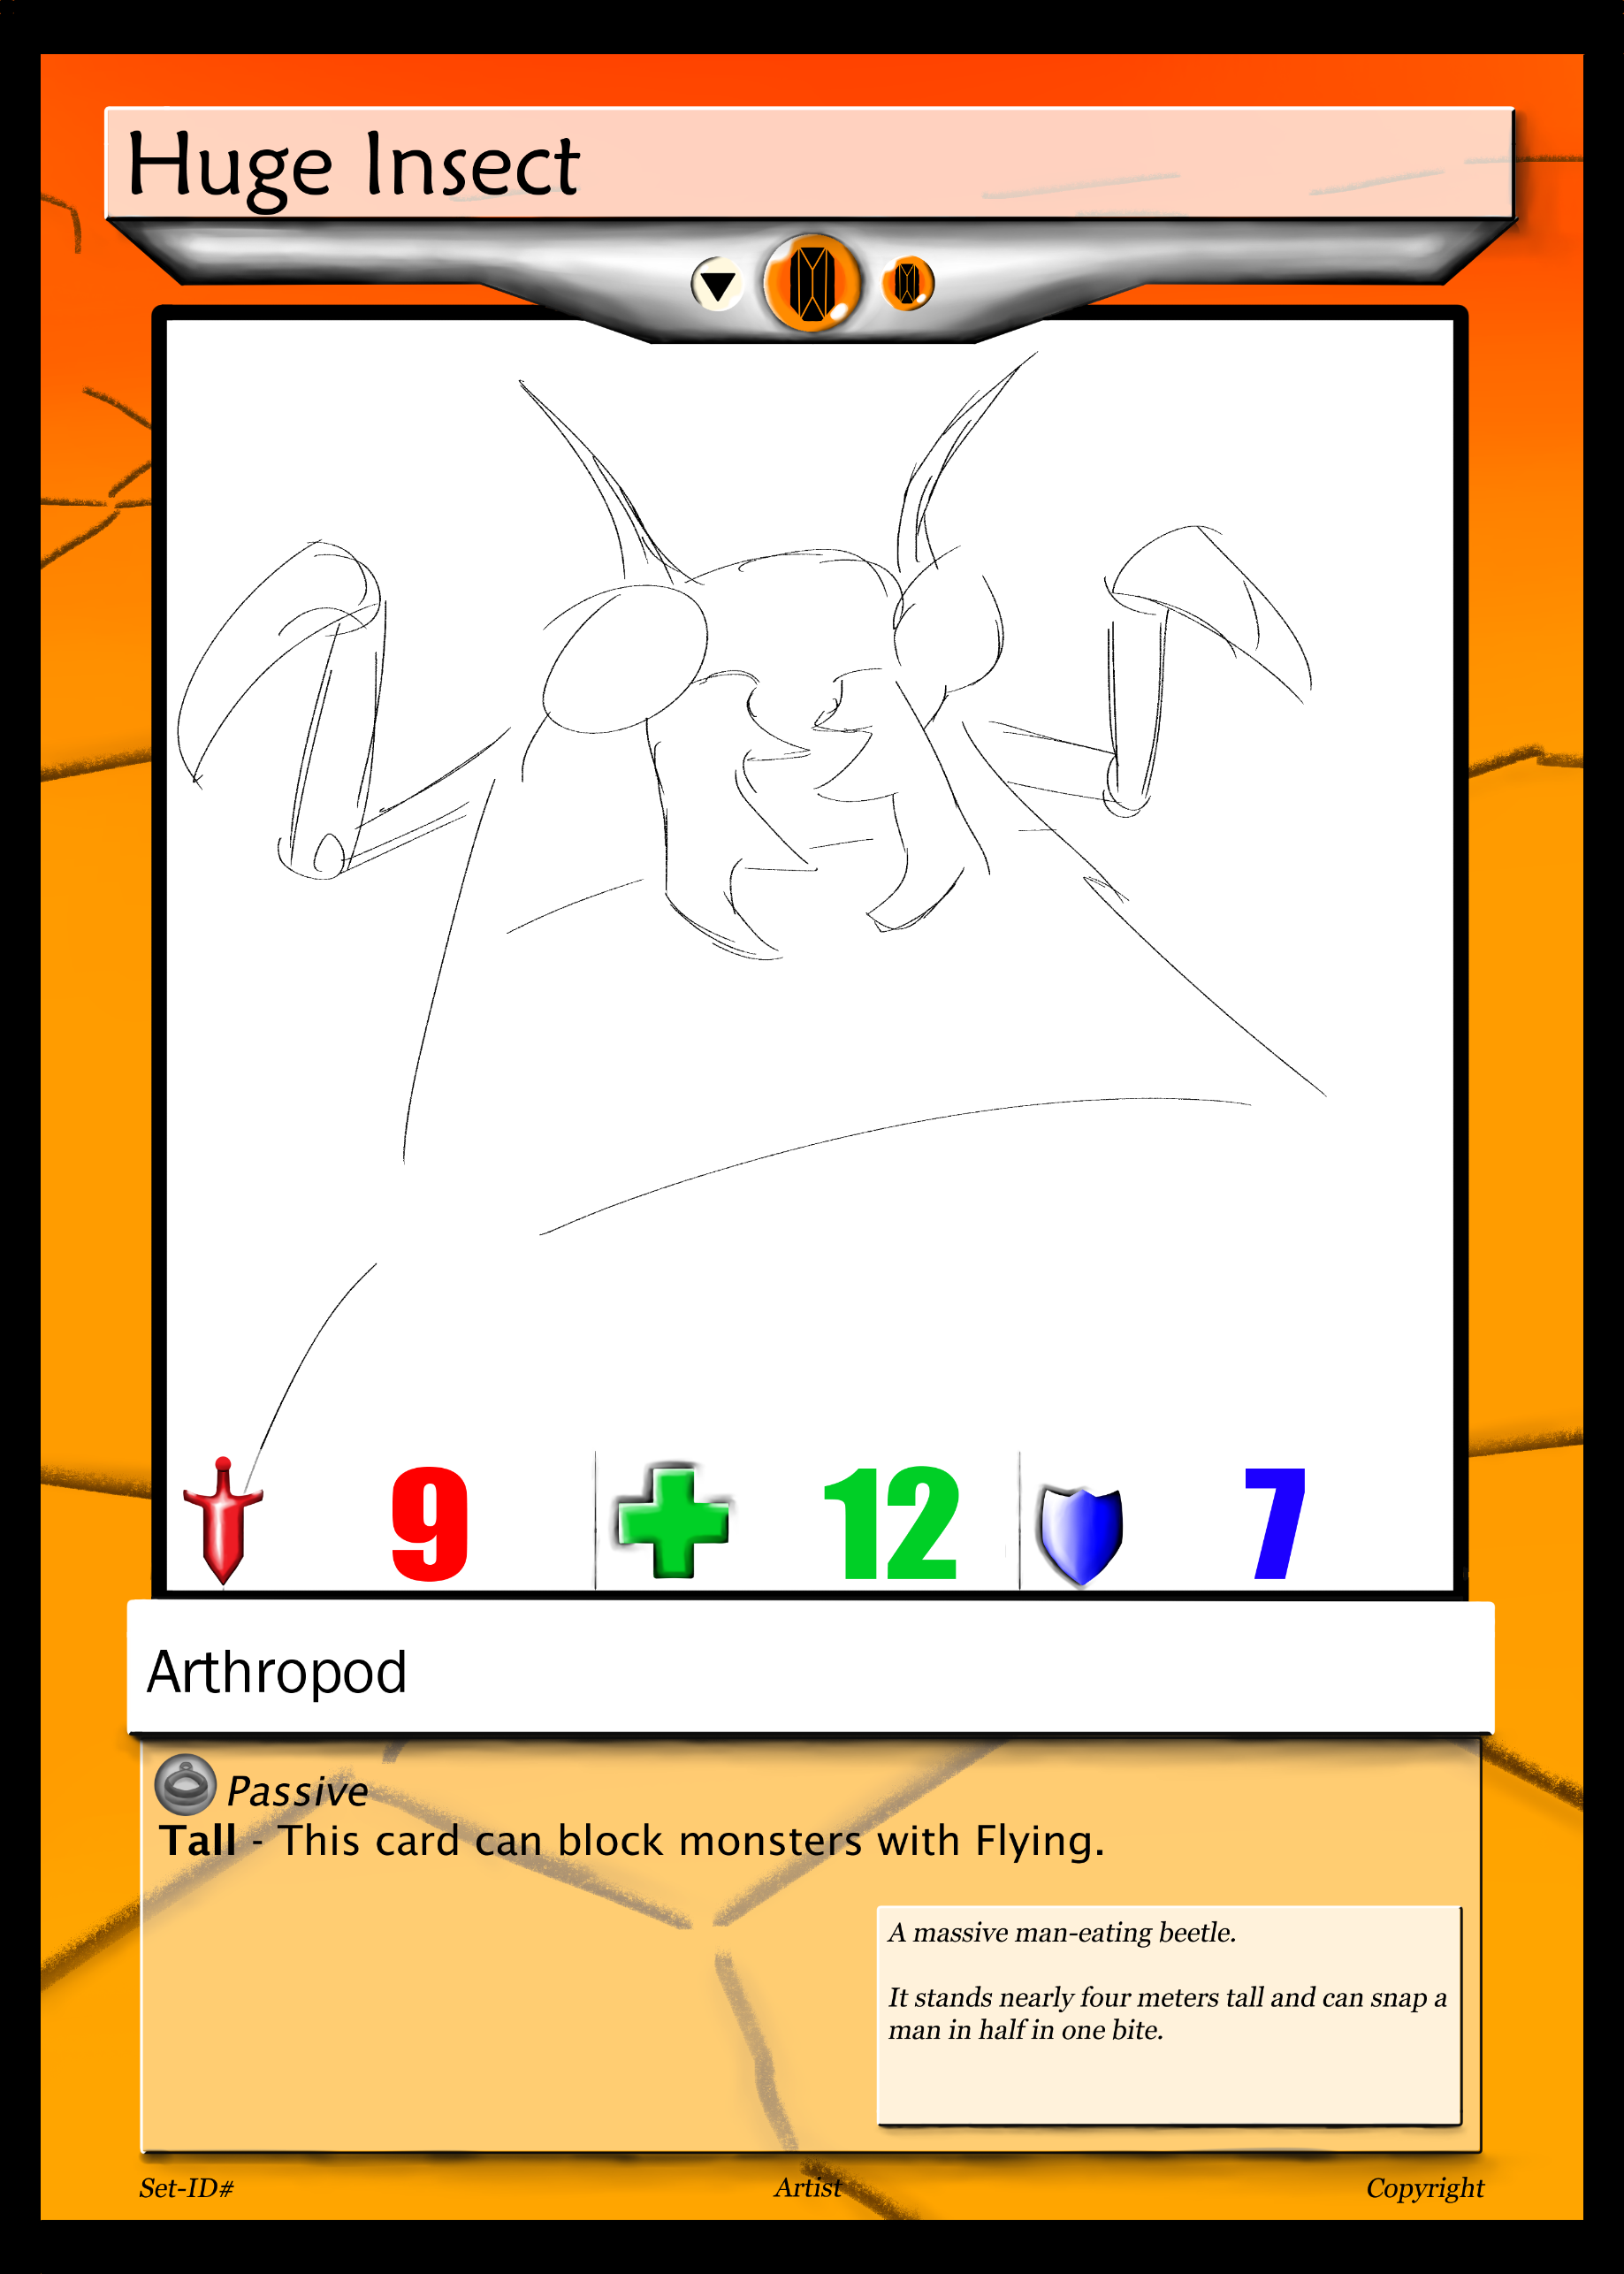 Huge Insect
9 12 7
Arthropod
Passive
Tall - This card can block monsters with Flying.
A massive man-eating beetle.
It stands nearly four meters tall and can snap a
man in half in one bite.
Set-ID# Artist Copyright